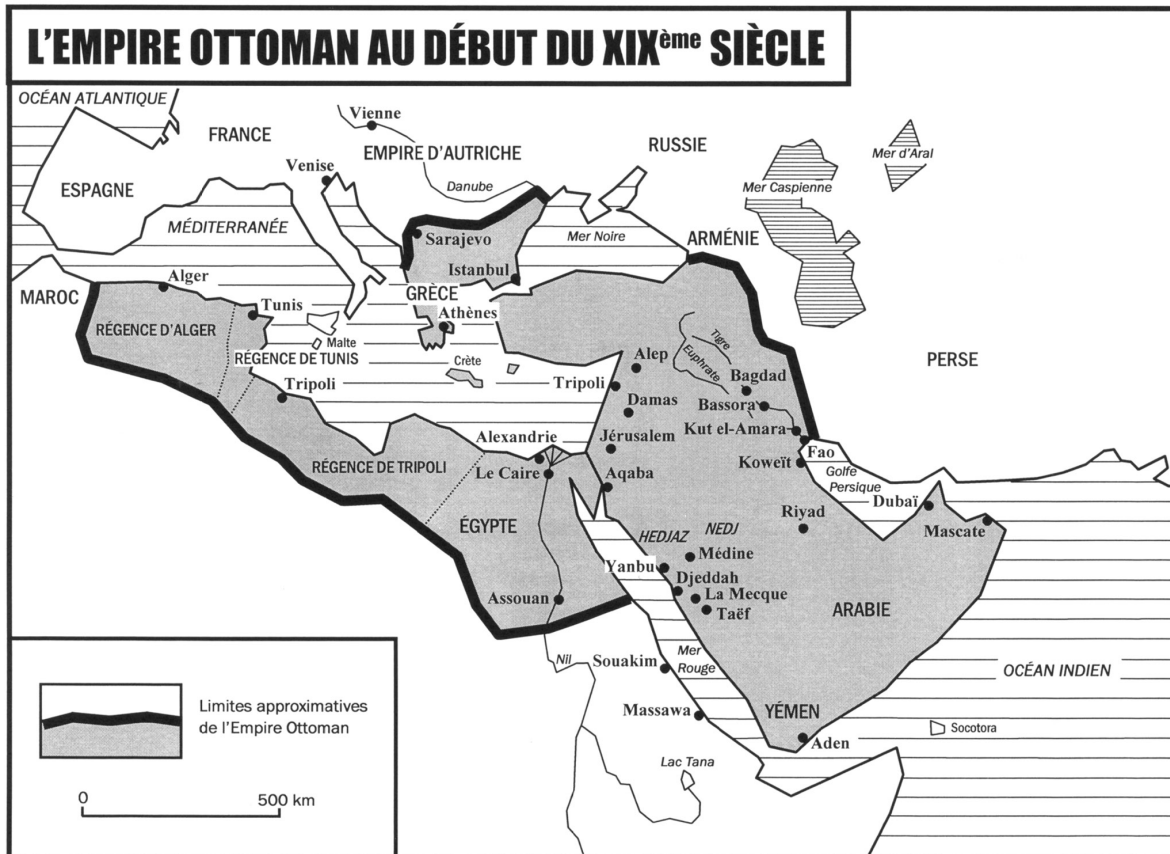 L'EMPIRE OTTOMAN AU DÉBUT DU XIXème SIÈCLE
OCÉAN ATLANTIQUE
FRANCE
Vienne
EMPIRE D'AUTRICHE
RUSSIE
Mer d'Aral
ESPAGNE
Venise
Danube
Mer Caspienne
MÉDITERRANÉE
Sarajevo
Mer Noire
ARMÉNIE
MAROC
Alger
Istanbul
GRÈCE
Tunis
Athènes
RÉGENCE D'ALGER
Malte
RÉGENCE DE TUNIS
Crète
Tigre
Euphrate
PERSE
Tripoli
Alep
Tripoli
Bagdad
Damas
Bassora
Alexandrie
Jérusalem
Kut el-Amara
Fao
RÉGENCE DE TRIPOLI
Le Caire
Aqaba
Koweït
Golfe
Persique
Dubaï
ÉGYPTE
Riyad
Mascate
HEDJAZ
NEDJ
Médine
Yanbu
Djeddah
La Mecque
Taëf
Assouan
ARABIE
Nil
Souakim
Mer
Rouge
OCÉAN INDIEN
Massawa
YÉMEN
Aden
Socotora
Lac Tana
Limites approximatives
de l'Empire Ottoman
0
500 km